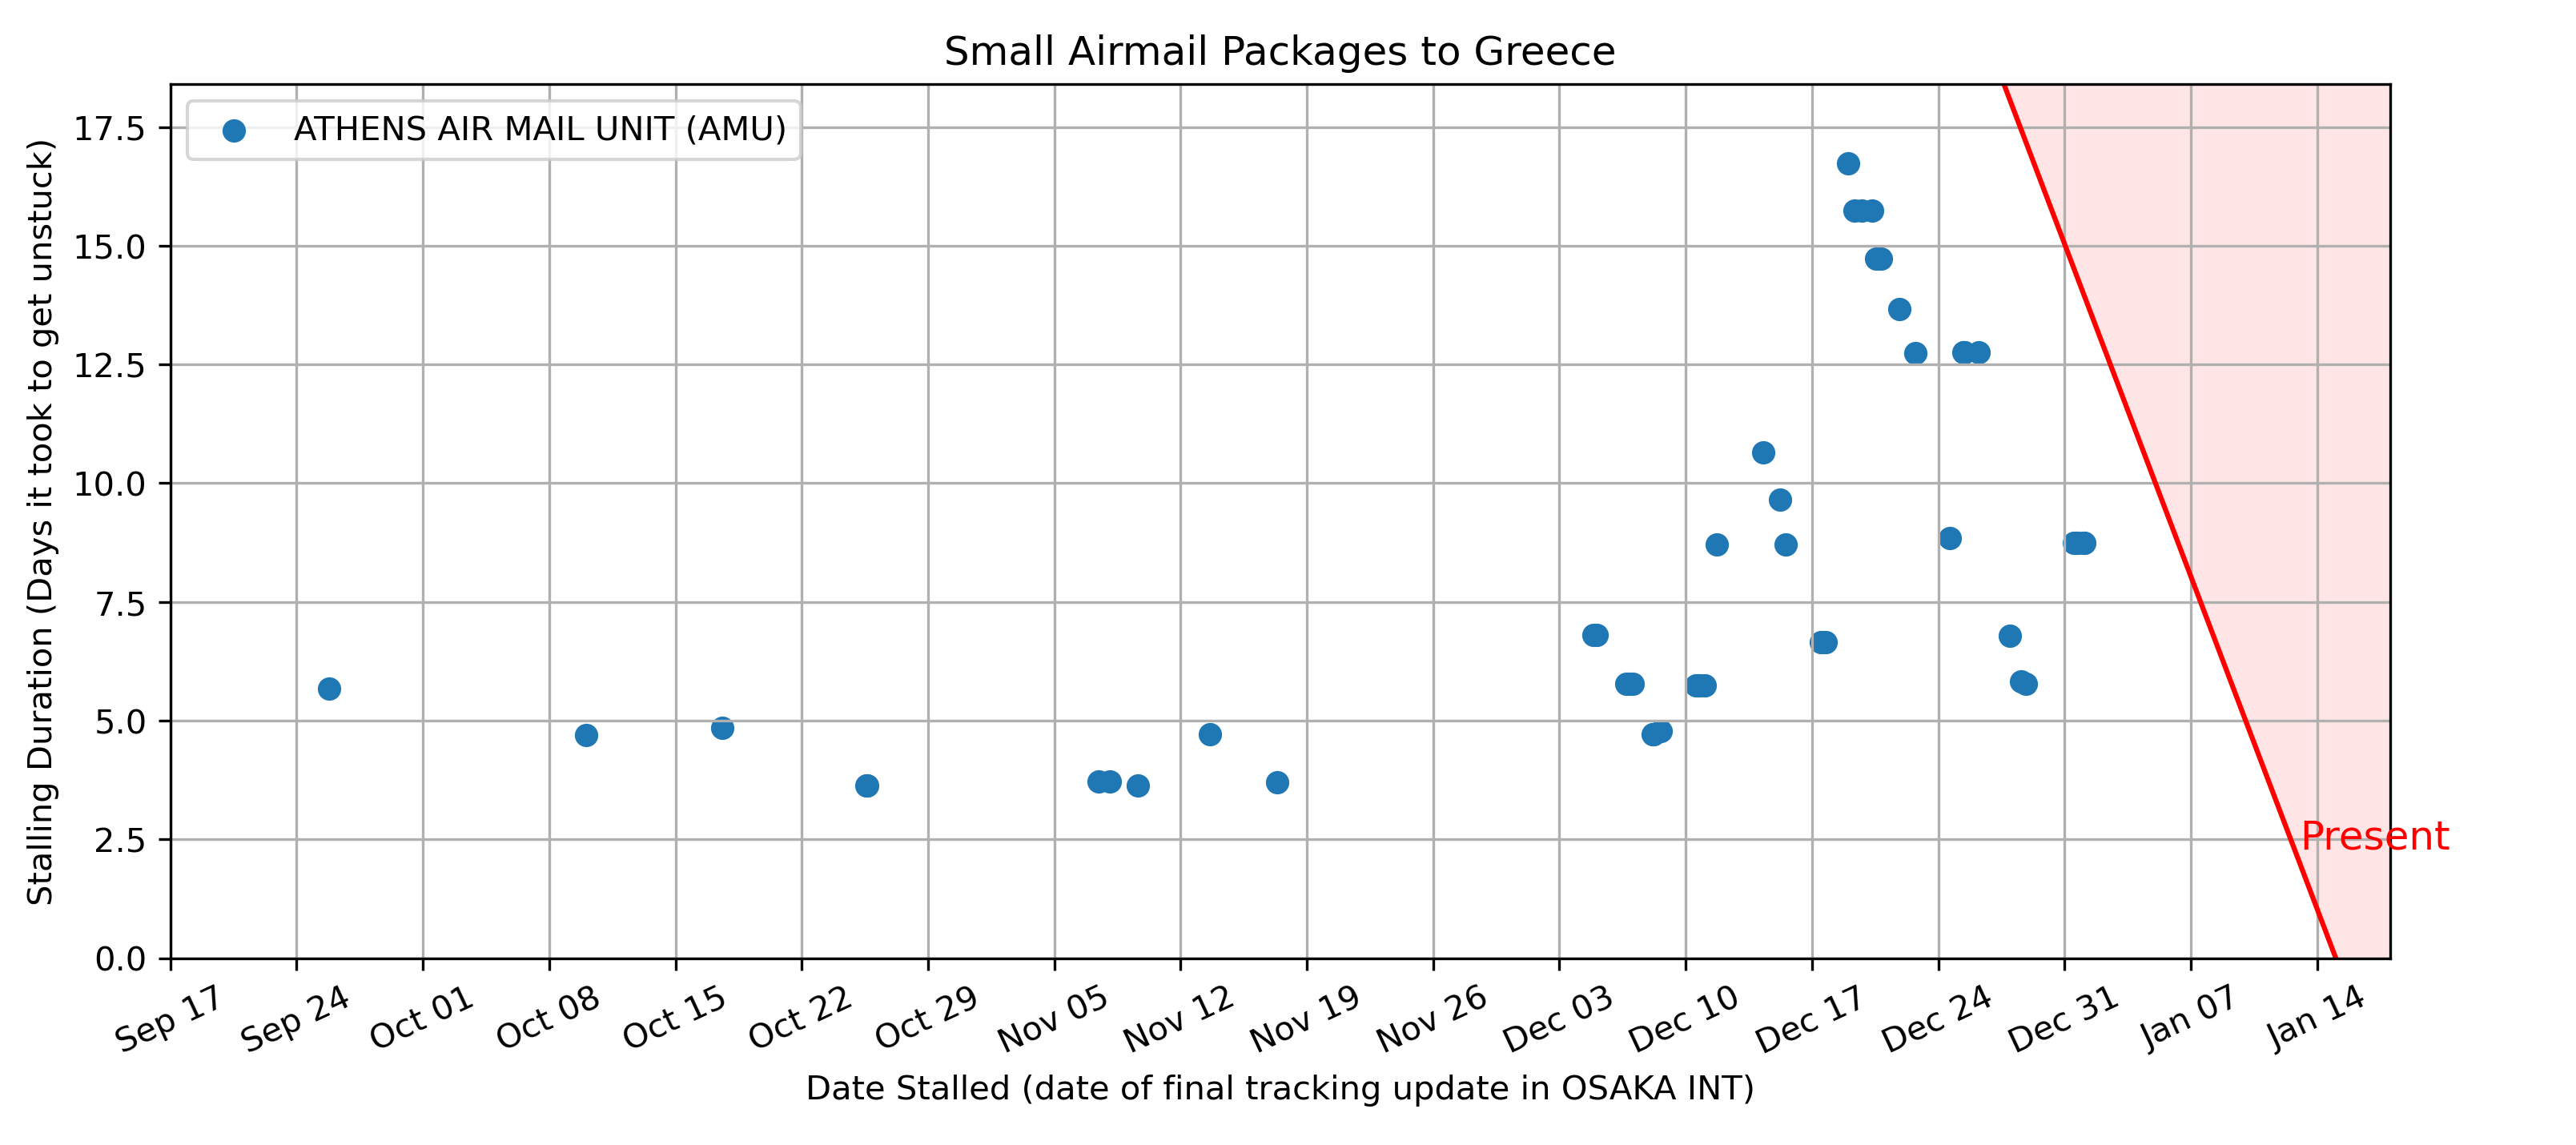 Small Airmail Packages to Greece
ATHENS AIR MAIL UNIT (AMU)
Stalling Duration (Days it took to get unstuck)
17.5
15.0
12.5
10.0
7.5
5.0
2.5
0.0
Present
Sep 17
Sep 24
Oct 01
Oct 08
Oct 15
Oct 22
Oct 29
Nov 05
Nov 12
Nov 19
Nov 26
Dec 03
Dec 10
Dec 17
Dec 24
Dec 31
Jan 07
Jan 14
Date Stalled (date of final tracking update in OSAKA INT)